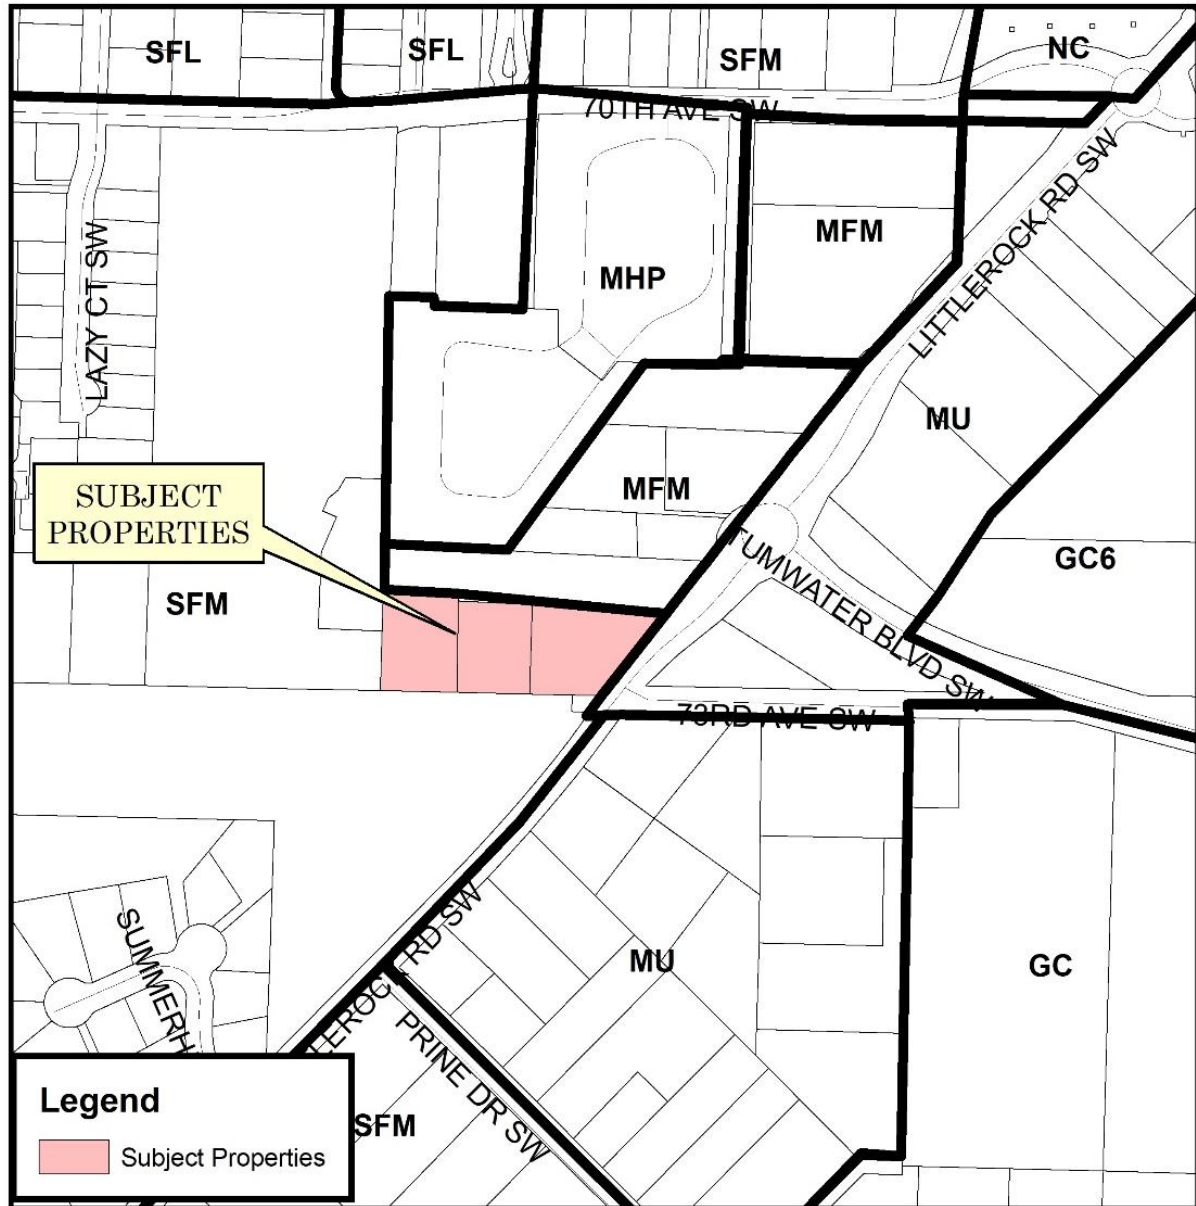 SFL
SFL
SFM
NC
70TH AVE SW
LITTLEROCK RD SW
MFM
LAZY CT SW
MHP
MU
MFM
SUBJECT
PROPERTIES
TUMWATER BLVD SW
GC6
SFM
73RD AVE SW
SUMMERH
RD SW
MU
GC
PRINE DR SW
Legend
SFM
Subject Properties